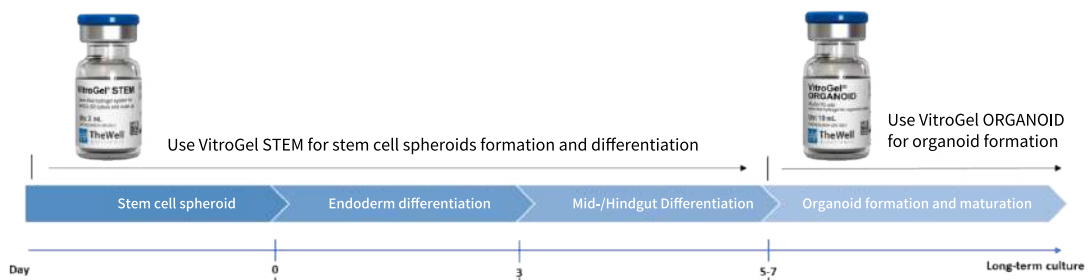 VitroGel® STEM
TheWell
VitroGel®
ORGANOID
TheWell
Use VitroGel STEM for stem cell spheroids formation and differentiation
Use VitroGel ORGANOID
for organoid formation
Stem cell spheroid
Endoderm differentiation
Mid-/Hindgut Differentiation
Organoid formation and maturation
Day
0
3
5-7
Long-term culture